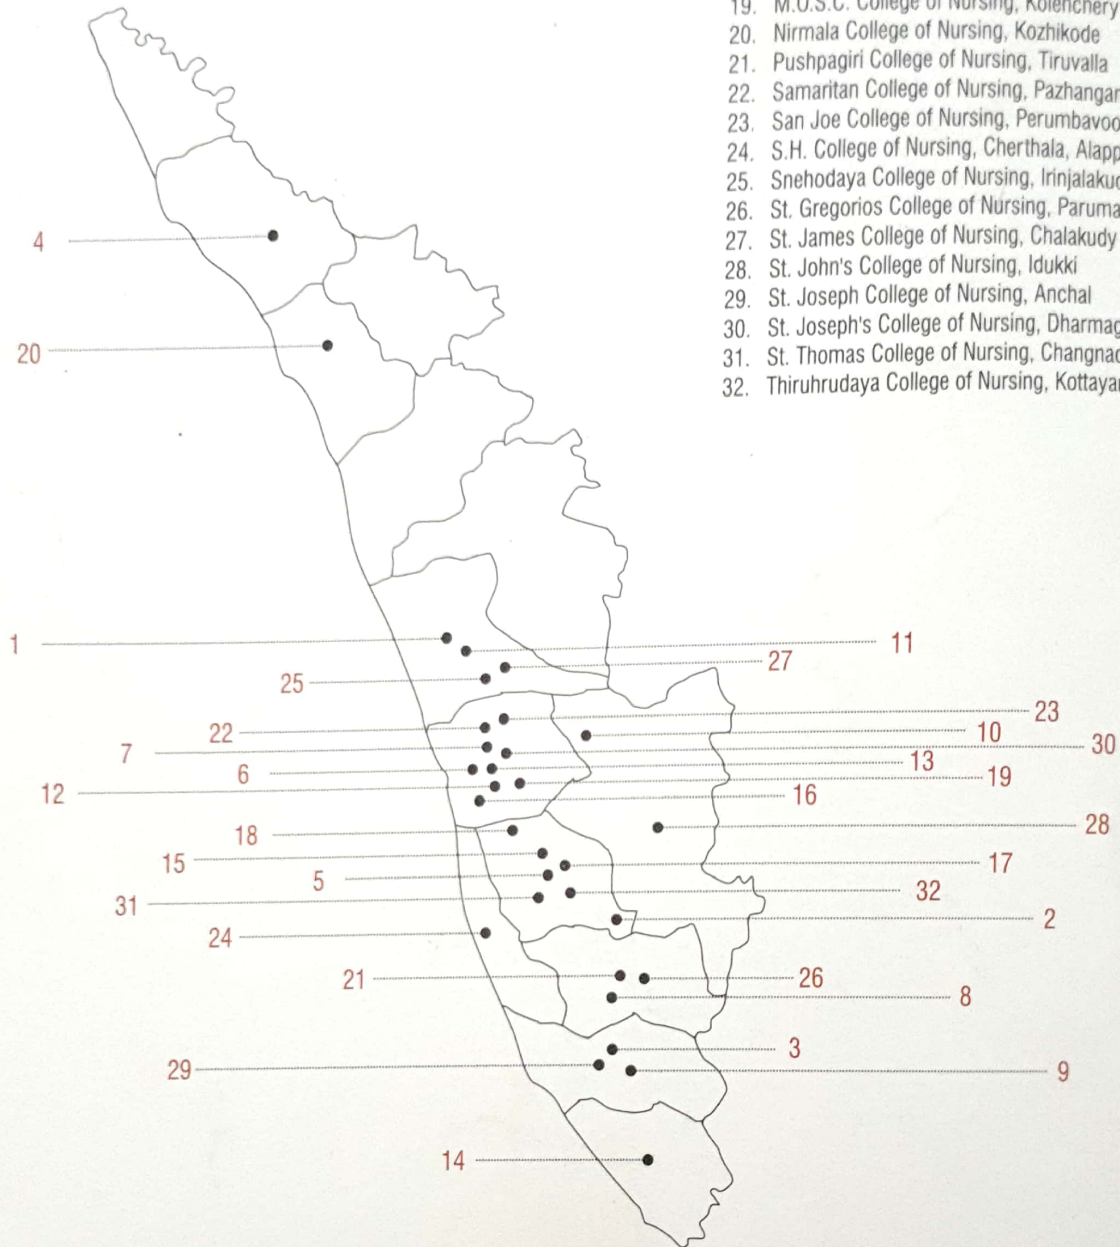 19. M.O.S.C. College of Nursing, Kolenchery
20. Nirmala College of Nursing, Kozhikode
21. Pushpagiri College of Nursing, Tiruvalla
22. Samaritan College of Nursing, Pazhangan
23. San Joe College of Nursing, Perumbavoo
24. S.H. College of Nursing, Cherthala, Alapp
25. Snehodaya College of Nursing, Irinjalakud
26. St. Gregorios College of Nursing, Paruma
27. St. James College of Nursing, Chalakudy
28. St. John's College of Nursing, Idukki
29. St. Joseph College of Nursing, Anchal
30. St. Joseph's College of Nursing, Dharmag
31. St. Thomas College of Nursing, Changnac
32. Thiruhrudaya College of Nursing, Kottayam
4
20
1
11
27
25
23
22
10
7
30
13
6
19
12
16
18
28
15
17
5
32
31
2
24
21
26
8
3
29
9
14